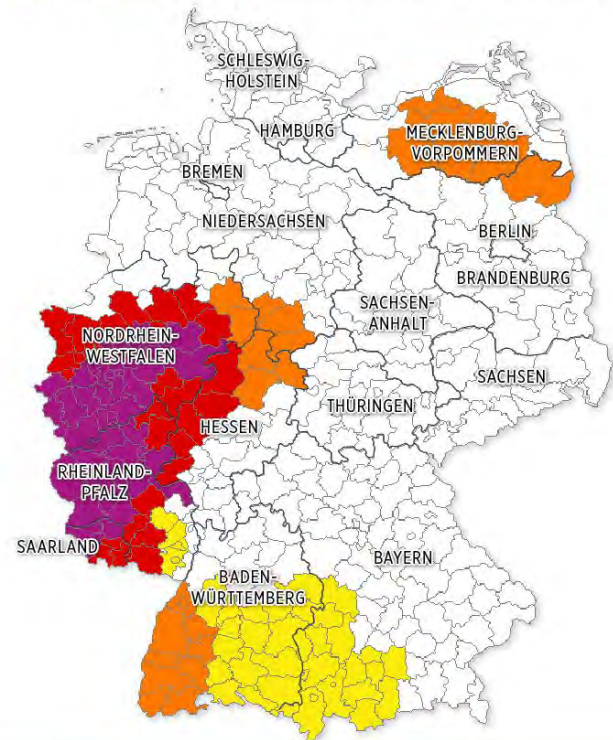 SCHLESWIG-
HOLSTEIN
HAMBURG
MECKLENBURG-
VORPOMMERN
BREMEN
NIEDERSACHSEN
BERLIN
BRANDENBURG
SACHSEN-
ANHALT
NORDRHEIN-
WESTFALEN
SACHSEN
THÜRINGEN
HESSEN
RHEINLAND-
PFALZ
SAARLAND
BAYERN
BADEN-
WÜRTTEMBERG